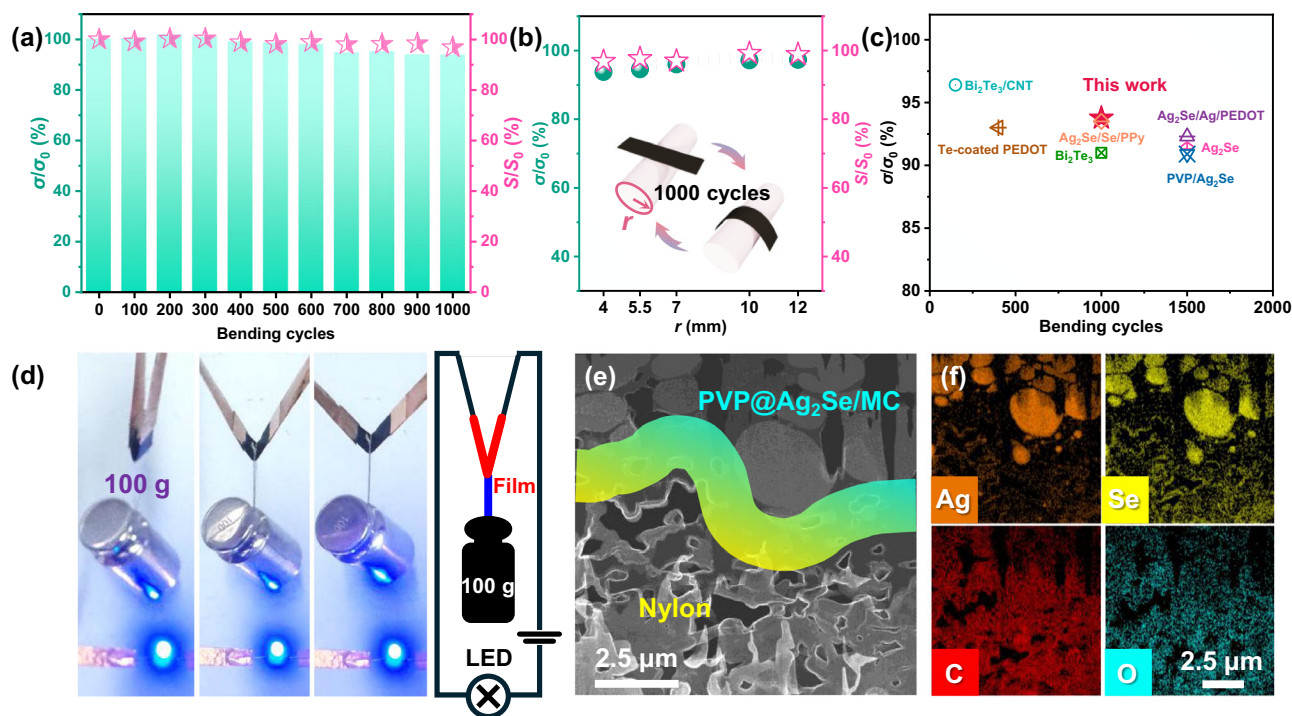 (a)
σ/σ₀ (%)
100
80
60
40
20
0
0 100 200 300 400 500 600 700 800 900 1000
Bending cycles
100
80
60
40
20
0
S/S₀ (%)
(b)
σ/σ₀ (%)
100
80
60
40
1000 cycles
r
4 5.5 7 10 12
r (mm)
100
80
60
40
S/S₀ (%)
(c)
σ/σ₀ (%)
100
95
90
85
80
Bi₂Te₃/CNT
This work
Te-coated PEDOT
Ag₂Se/Se/PPy
Bi₂Te₃
Ag₂Se/Ag/PEDOT
Ag₂Se
PVP/Ag₂Se
0 500 1000 1500 2000
Bending cycles
(d)
100 g
Film
100 g
LED
(e)
PVP@Ag₂Se/MC
Nylon
2.5 μm
(f)
Ag
Se
C
O
2.5 μm